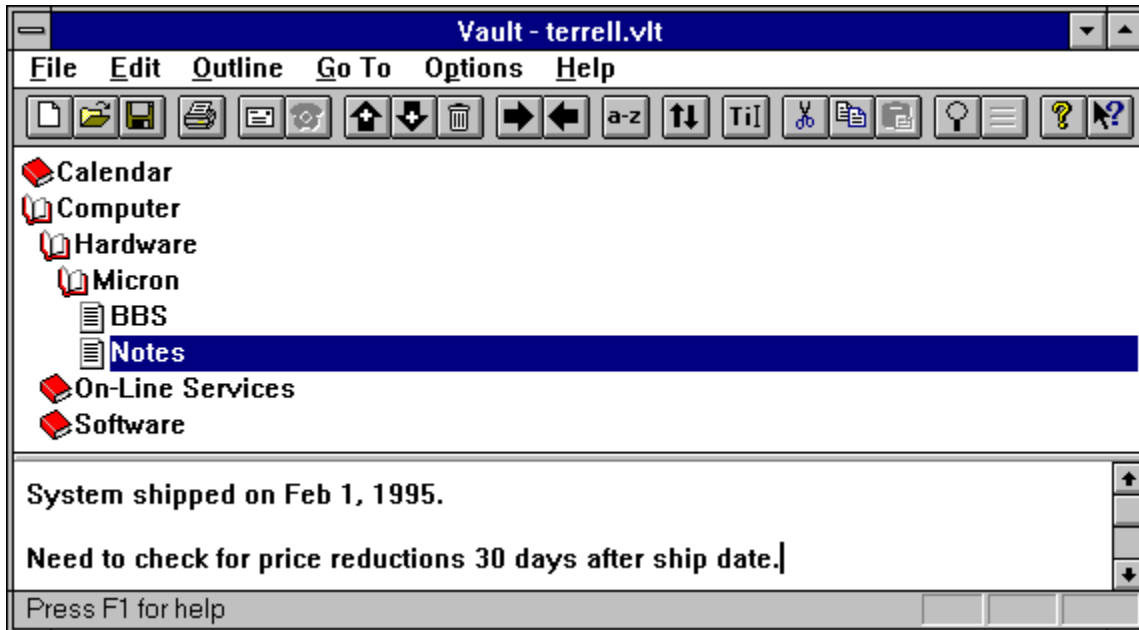 Vault - terrell.vlt
File Edit Outline Go To Options Help
a-z TiI
Calendar
Computer
Hardware
Micron
BBS
Notes
On-Line Services
Software
System shipped on Feb 1, 1995.
Need to check for price reductions 30 days after ship date.
Press F1 for help